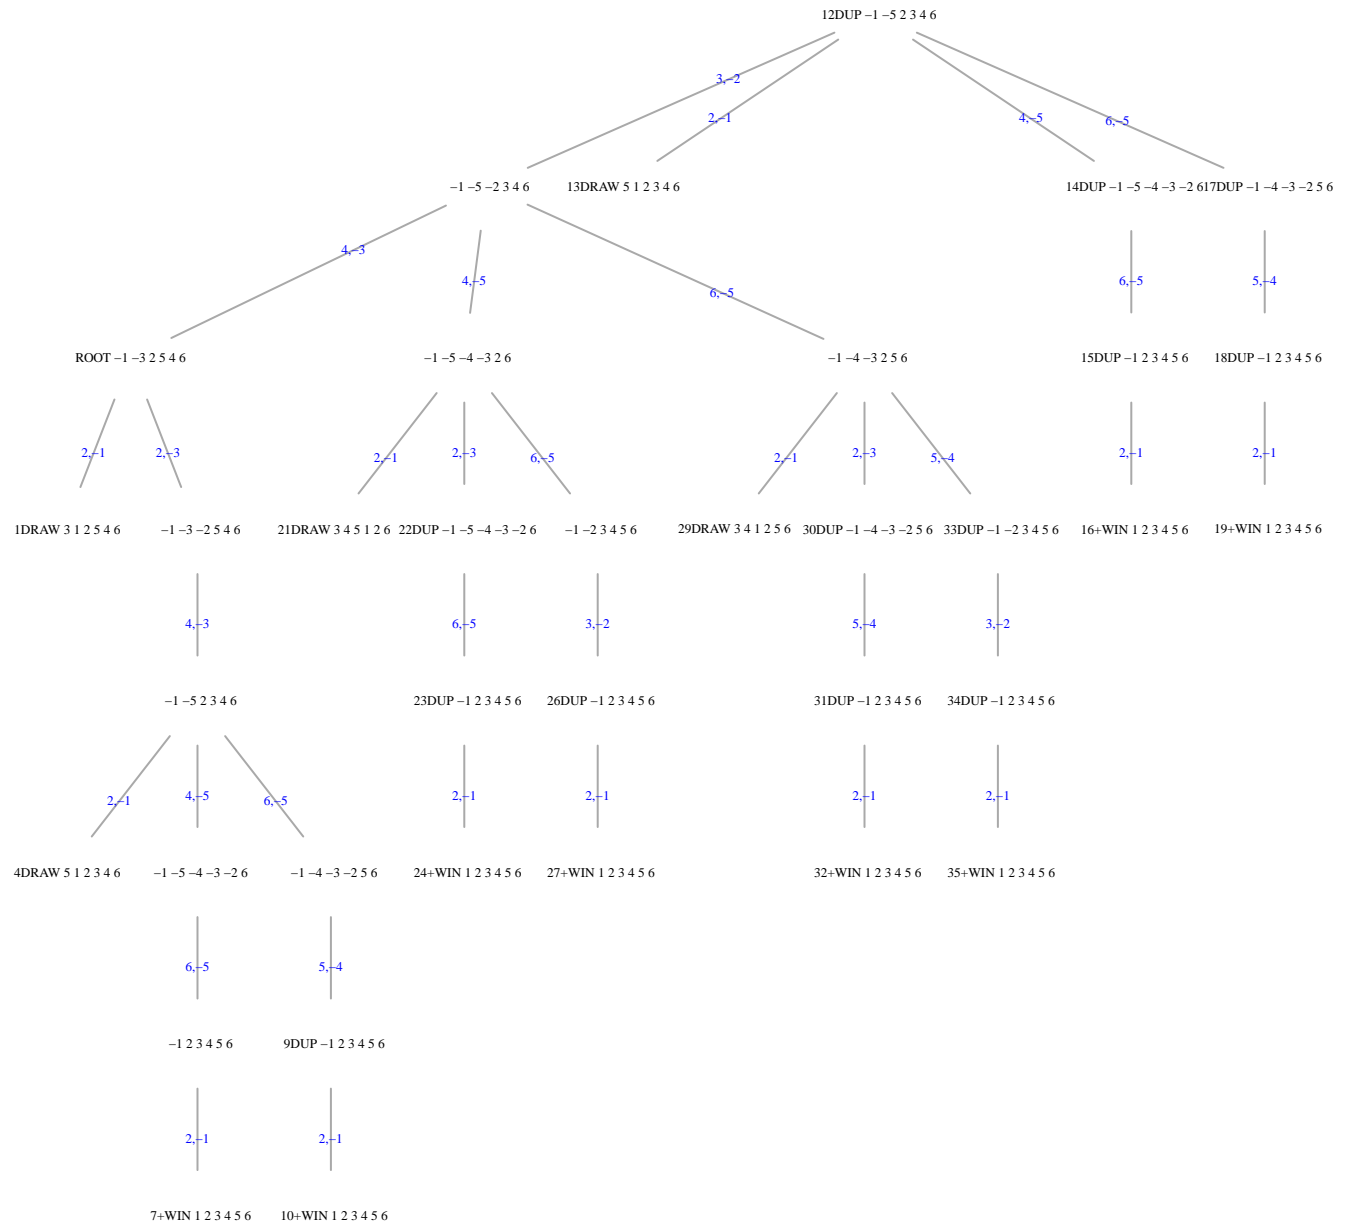 12DUP −1 −5 2 3 4 6
3,−2
2,−1
4,−5
6,−5
−1 −5 −2 3 4 6
13DRAW 5 1 2 3 4 6
14DUP −1 −5 −4 −3 −2 6
17DUP −1 −4 −3 −2 5 6
4,−3
4,−5
6,−5
6,−5
5,−4
ROOT −1 −3 2 5 4 6
−1 −5 −4 −3 2 6
−1 −4 −3 2 5 6
15DUP −1 2 3 4 5 6
18DUP −1 2 3 4 5 6
2,−1
2,−3
2,−1
2,−3
6,−5
2,−1
2,−3
5,−4
2,−1
2,−1
1DRAW 3 1 2 5 4 6
−1 −3 −2 5 4 6
21DRAW 3 4 5 1 2 6
22DUP −1 −5 −4 −3 −2 6
−1 −2 3 4 5 6
29DRAW 3 4 1 2 5 6
30DUP −1 −4 −3 −2 5 6
33DUP −1 −2 3 4 5 6
16+WIN 1 2 3 4 5 6
19+WIN 1 2 3 4 5 6
4,−3
6,−5
3,−2
5,−4
3,−2
−1 −5 2 3 4 6
23DUP −1 2 3 4 5 6
26DUP −1 2 3 4 5 6
31DUP −1 2 3 4 5 6
34DUP −1 2 3 4 5 6
2,−1
4,−5
6,−5
2,−1
2,−1
2,−1
2,−1
4DRAW 5 1 2 3 4 6
−1 −5 −4 −3 −2 6
−1 −4 −3 −2 5 6
24+WIN 1 2 3 4 5 6
27+WIN 1 2 3 4 5 6
32+WIN 1 2 3 4 5 6
35+WIN 1 2 3 4 5 6
6,−5
5,−4
−1 2 3 4 5 6
9DUP −1 2 3 4 5 6
2,−1
2,−1
7+WIN 1 2 3 4 5 6
10+WIN 1 2 3 4 5 6